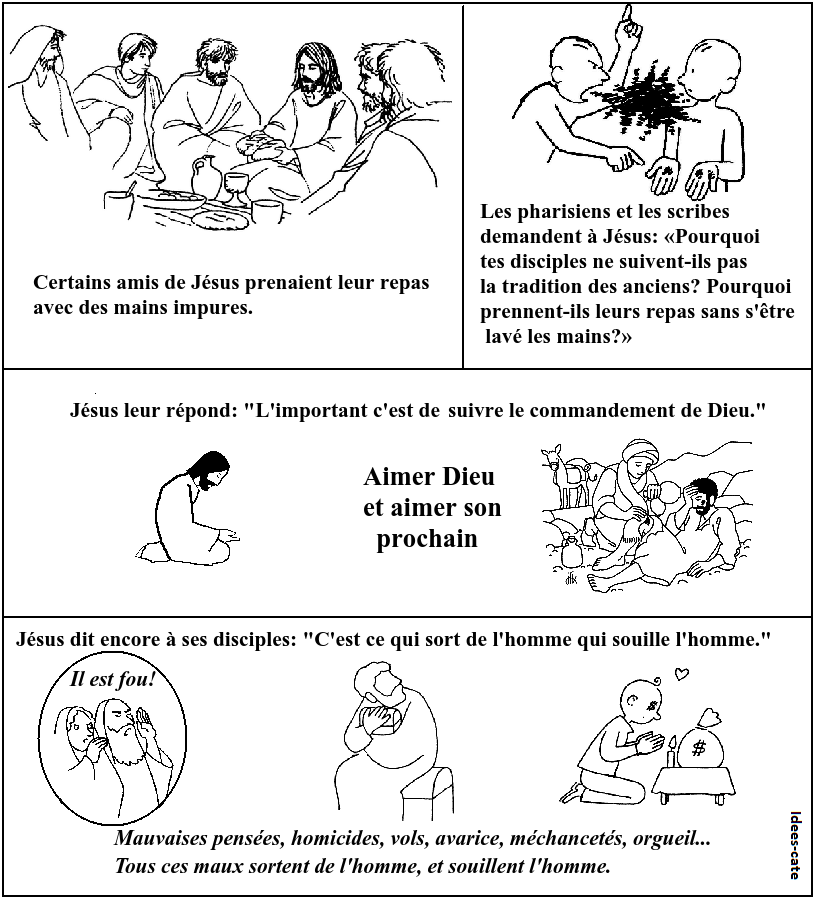 Certains amis de Jésus prenaient leur repas
avec des mains impures.
Les pharisiens et les scribes
demandent à Jésus: «Pourquoi
tes disciples ne suivent-ils pas
la tradition des anciens? Pourquoi
prennent-ils leurs repas sans s'être
lavé les mains?»
Jésus leur répond: "L'important c'est de suivre le commandement de Dieu."
Aimer Dieu
et aimer son
prochain
Jésus dit encore à ses disciples: "C'est ce qui sort de l'homme qui souille l'homme."
Il est fou!
$
$
Mauvaises pensées, homicides, vols, avarice, méchancetés, orgueil...
Tous ces maux sortent de l'homme, et souillent l'homme.
Idees-cate